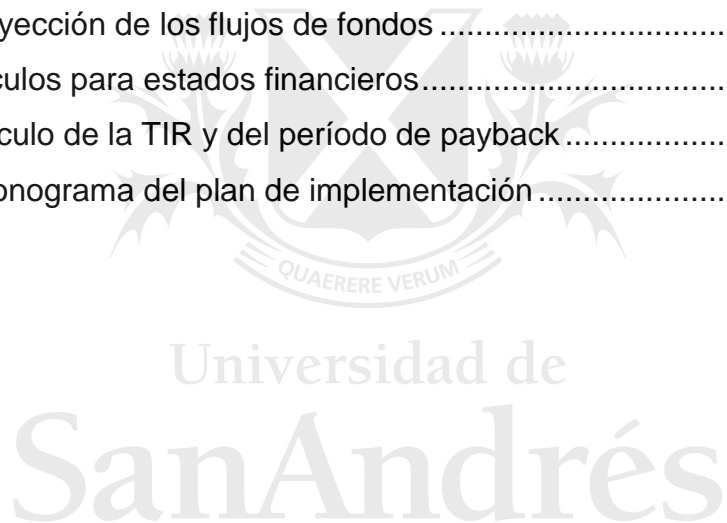 yección de los flujos de fondos ................................
culos para estados financieros...................................
culo de la TIR y del período de payback .................
onograma del plan de implementación ....................
QUAERERE VERUM
Universidad de
SanAndrés